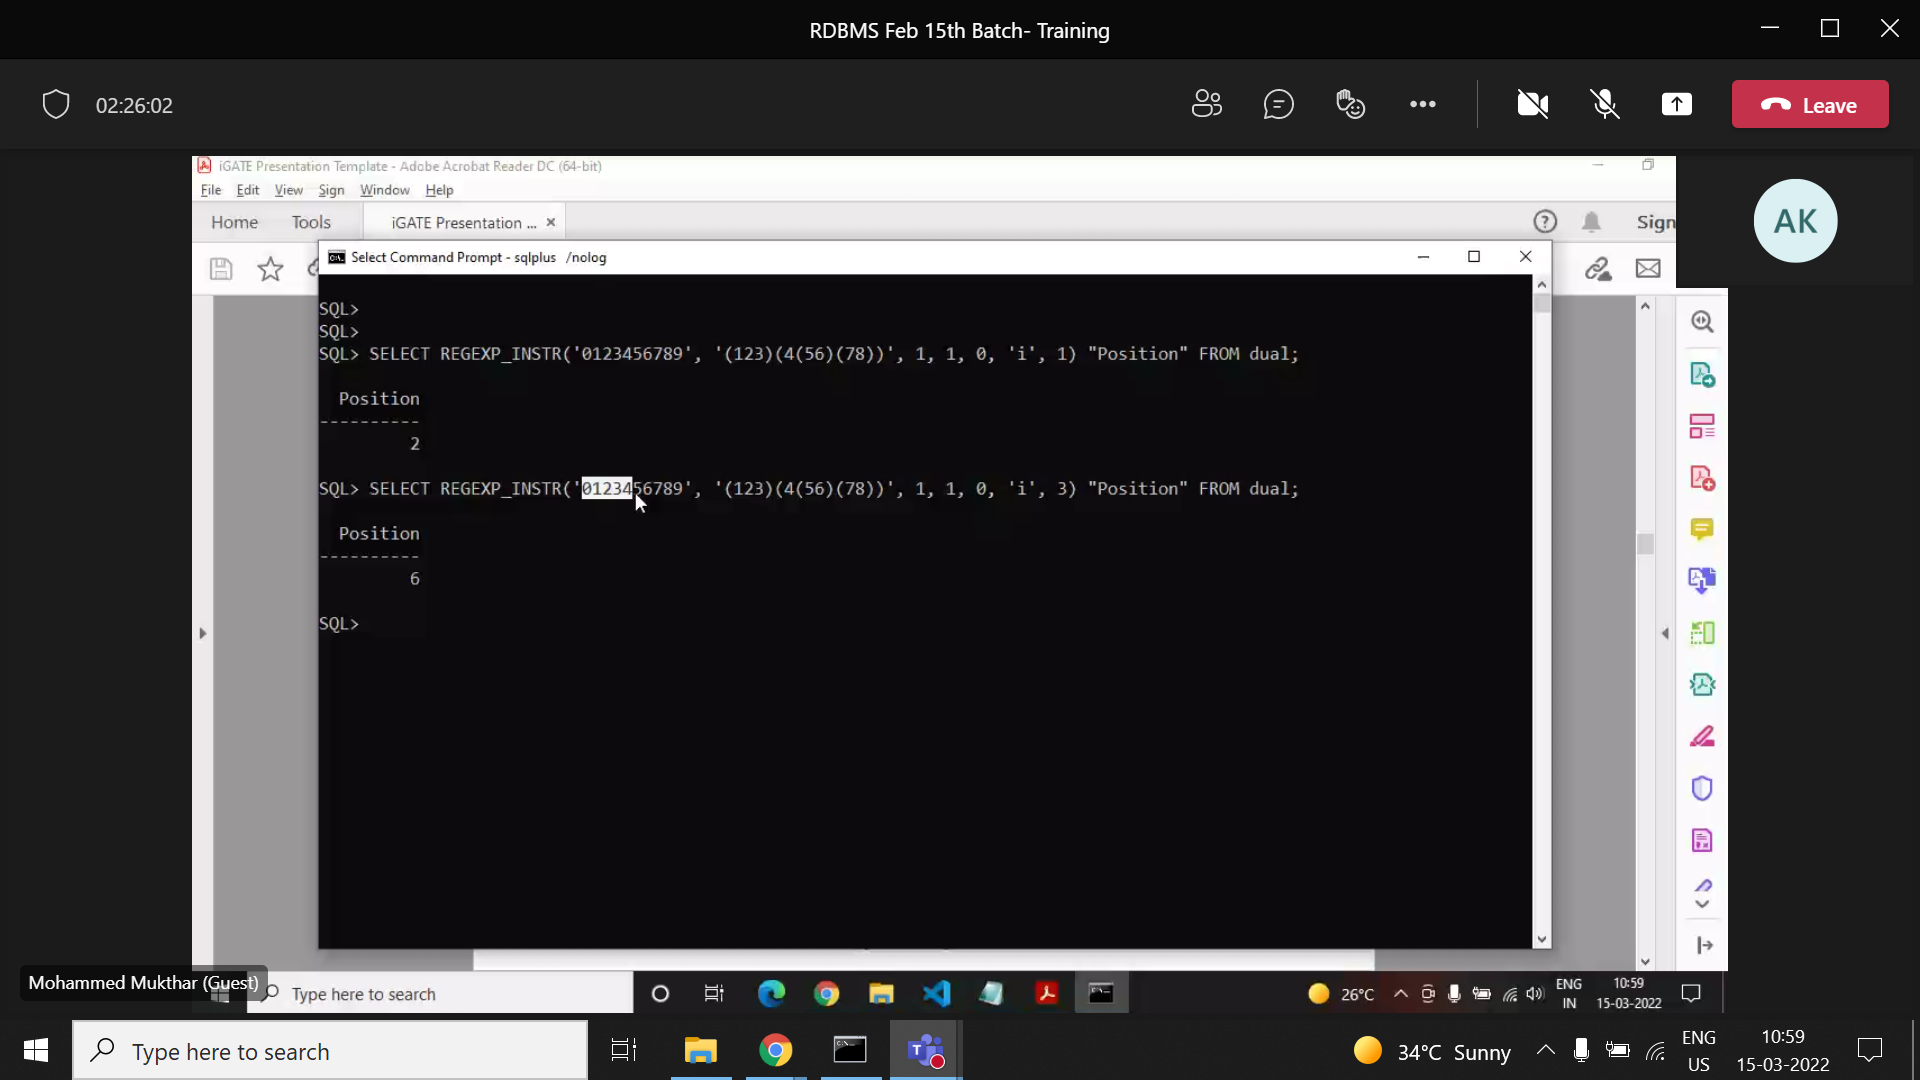 RDBMS Feb 15th Batch- Training
02:26:02
Leave
iGATE Presentation Template - Adobe Acrobat Reader DC (64-bit)
File Edit View Sign Window Help
Home Tools iGATE Presentation ... Sign
AK
Select Command Prompt - sqlplus /nolog
SQL>
SQL>
SQL> SELECT REGEXP_INSTR('0123456789', '(123)(4(56)(78))', 1, 1, 0, 'i', 1) "Position" FROM dual;
Position
----------
2
SQL> SELECT REGEXP_INSTR('0123456789', '(123)(4(56)(78))', 1, 1, 0, 'i', 3) "Position" FROM dual;
Position
----------
6
SQL>
Mohammed Mukthar (Guest)
Type here to search
26°C
ENG
IN
10:59
15-03-2022
Type here to search
34°C Sunny
ENG
US
10:59
15-03-2022